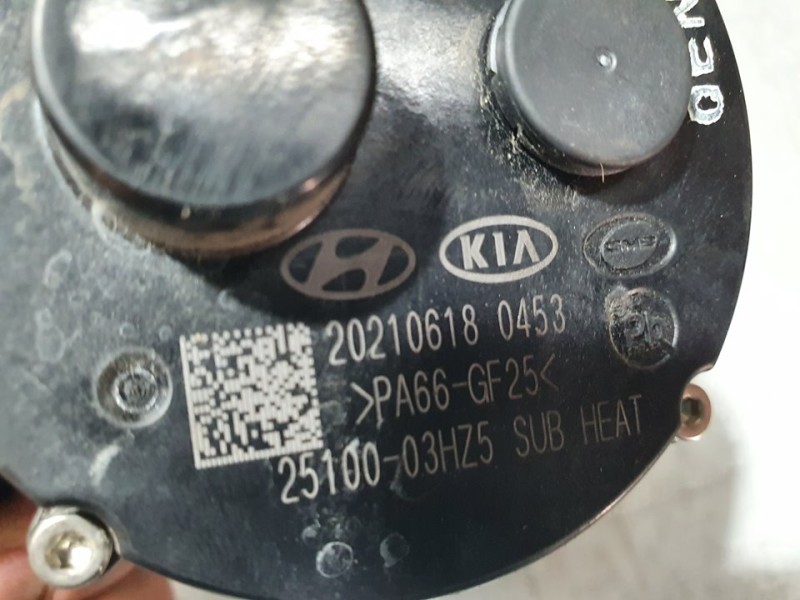 KIA
20210618 0453
>PA66-GF25<
25100-03HZ5 SUB HEAT